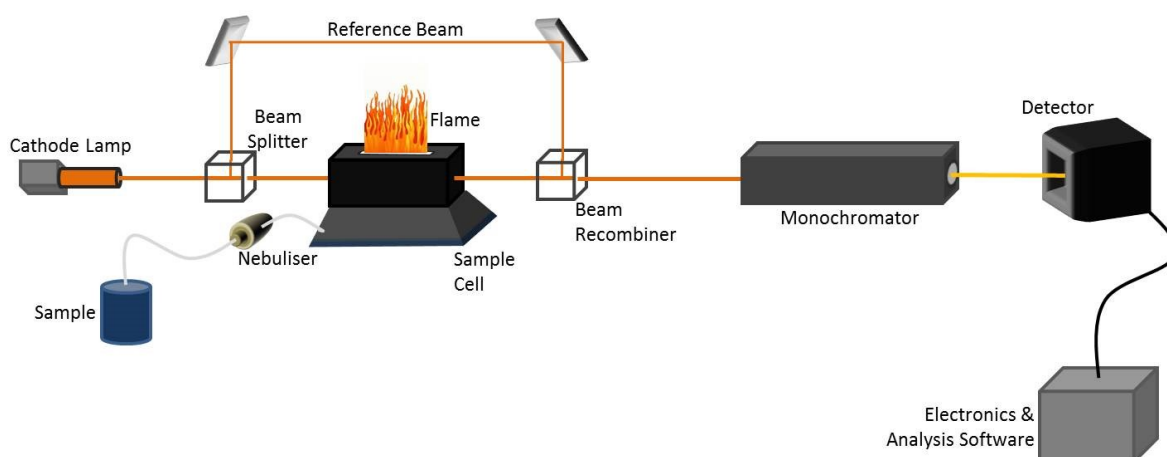 Reference Beam
Beam
Splitter
Flame
Detector
Cathode Lamp
Beam
Recombiner
Monochromator
Nebuliser
Sample
Cell
Sample
Electronics &
Analysis Software